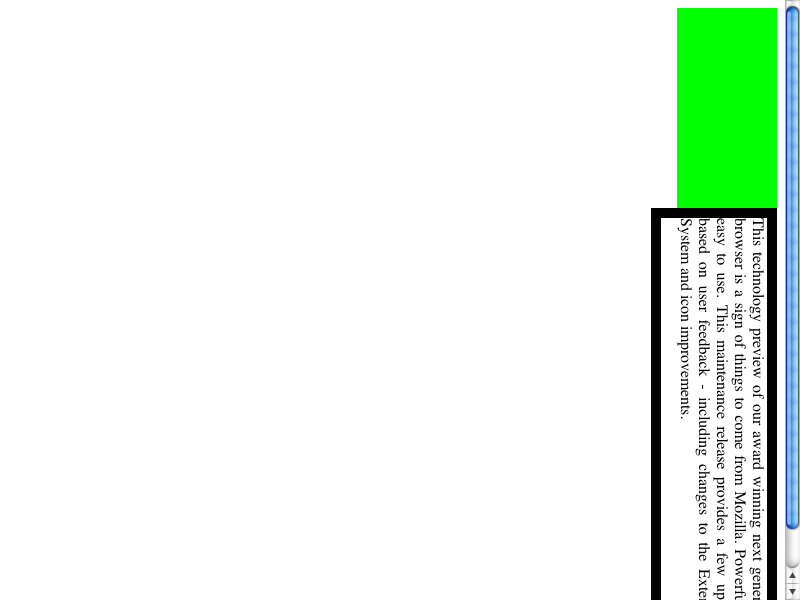 This technology preview of our award winning next gener
browser is a sign of things to come from Mozilla. Powerfu
easy to use. This maintenance release provides a few up
based on user feedback - including changes to the Exte
System and icon improvements.